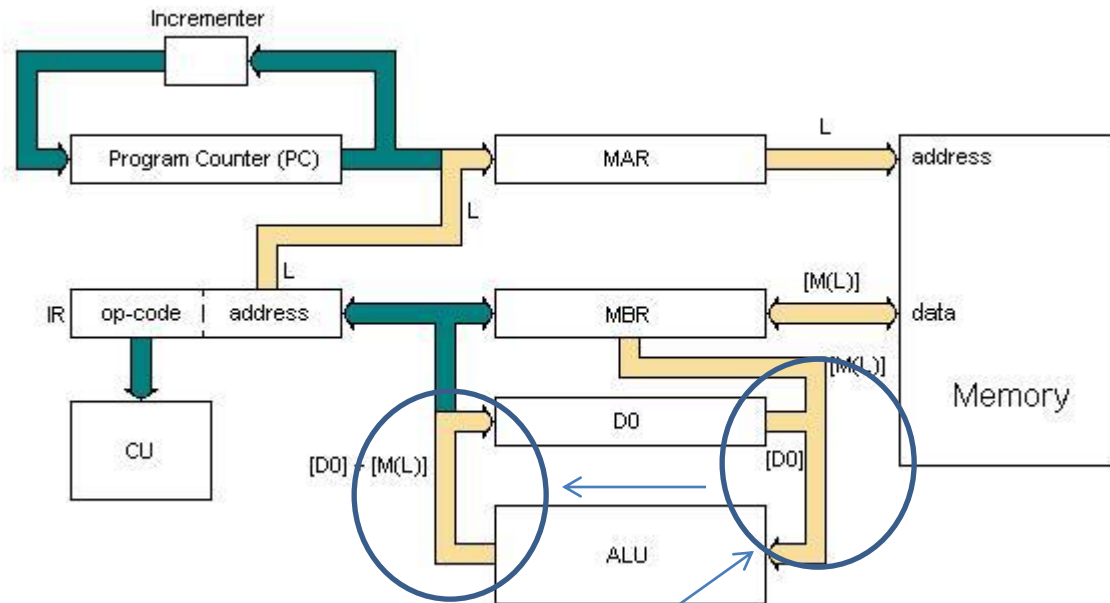 Incrementer
Program Counter (PC)
MAR
L
address
L
L
IR
op-code
address
MBR
[M(L)]
data
[M(L)]
Memory
CU
D0
[D0]
[D0] + [M(L)]
ALU